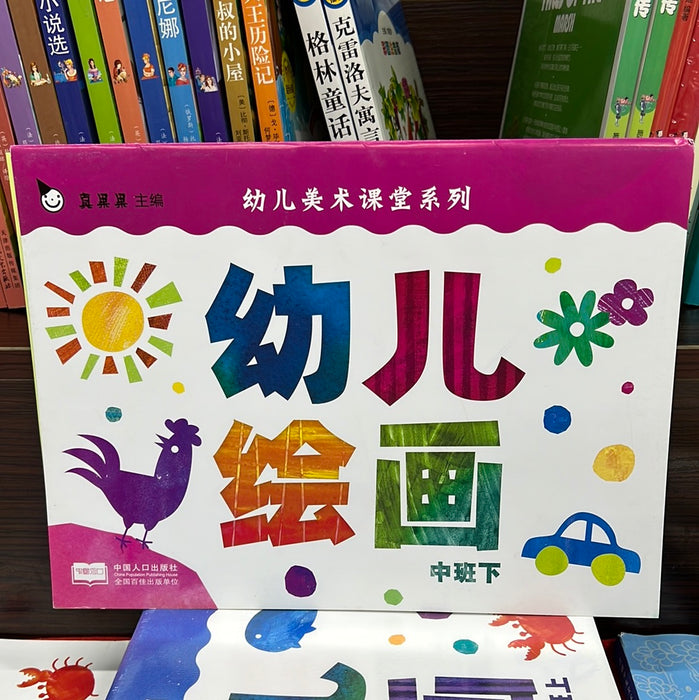 小说选
尼娜
叔的小屋
王历险记
格林童话
克雷洛夫寓言
MARCH
传
传
真果果 主编
幼儿美术课堂系列
幼儿
绘画
中班下
中国人口出版社
China Population Publishing House
全国百佳出版单位